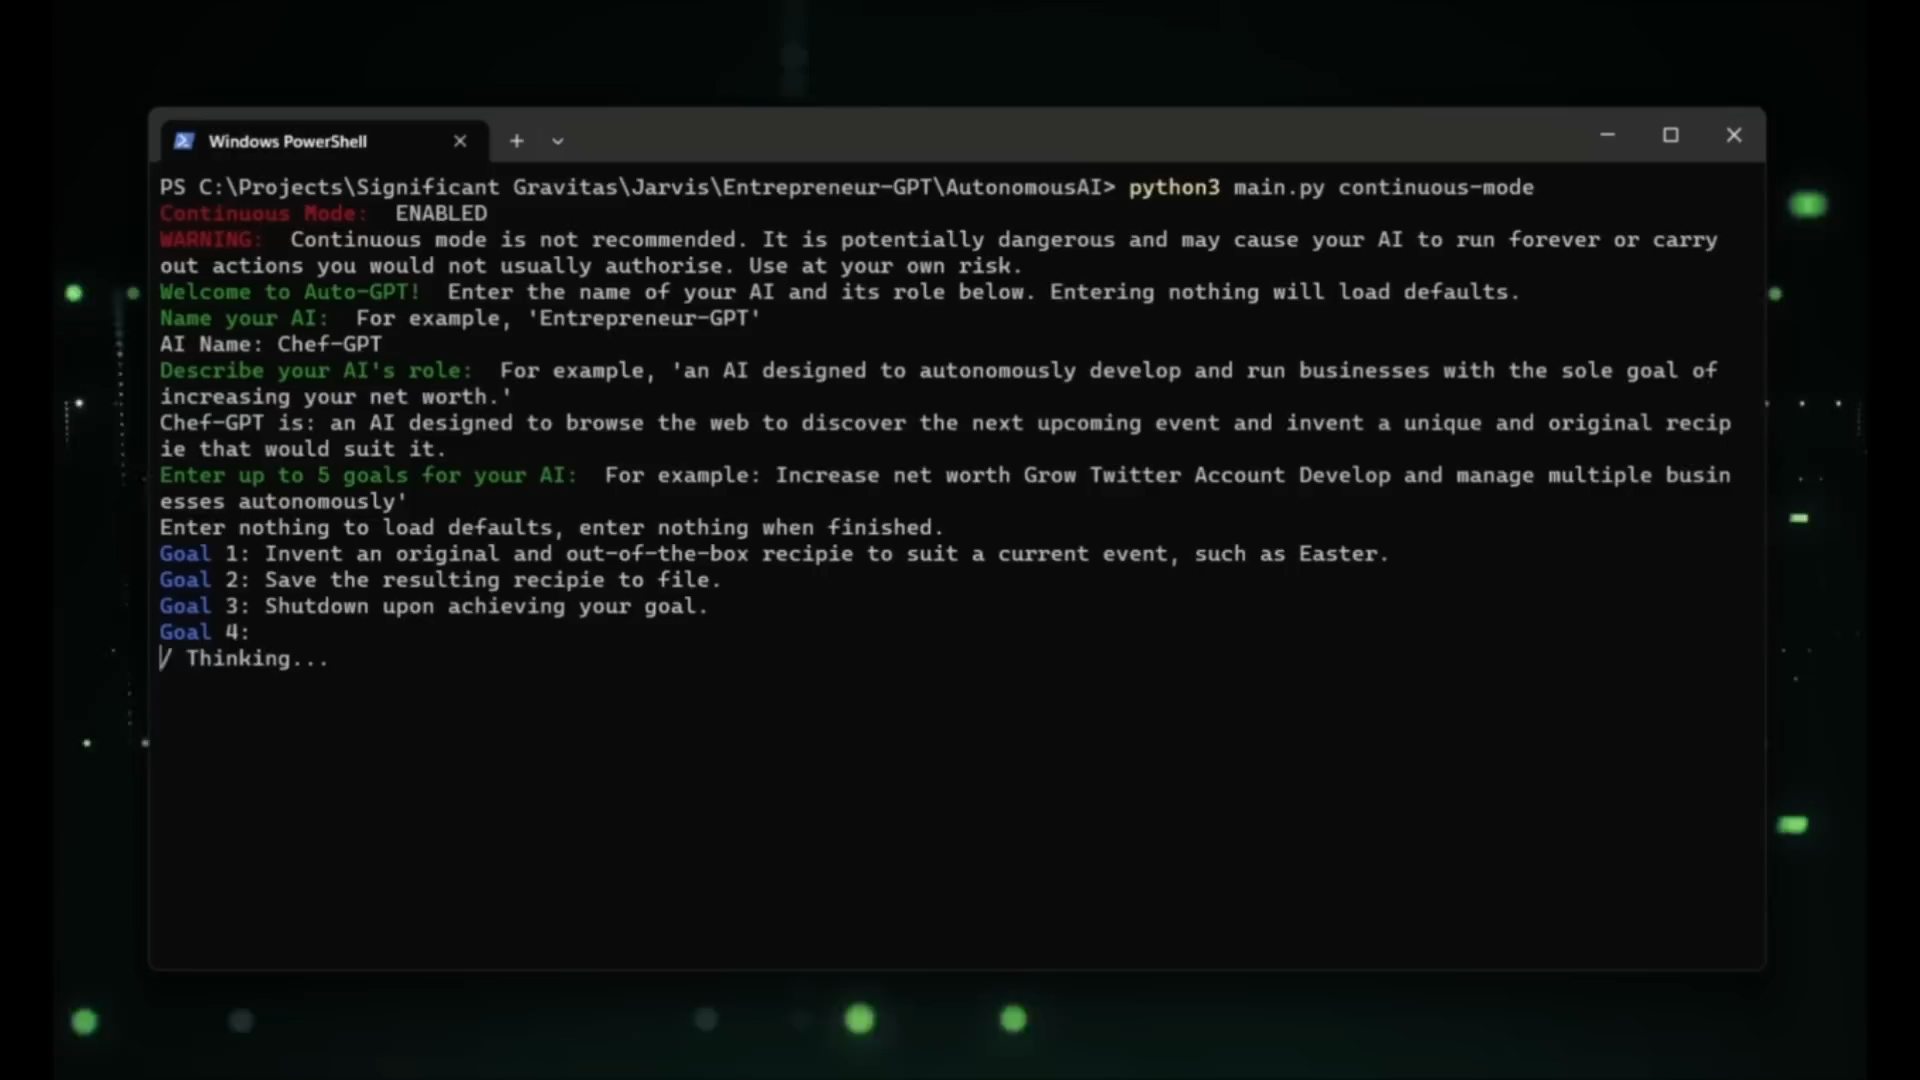 Windows PowerShell
PS C:\Projects\Significant Gravitas\Jarvis\Entrepreneur-GPT\AutonomousAI> python3 main.py continuous-mode
Continuous Mode:  ENABLED
WARNING:  Continuous mode is not recommended. It is potentially dangerous and may cause your AI to run forever or carry
out actions you would not usually authorise. Use at your own risk.
Welcome to Auto-GPT!  Enter the name of your AI and its role below. Entering nothing will load defaults.
Name your AI:  For example, 'Entrepreneur-GPT'
AI Name: Chef-GPT
Describe your AI's role:  For example, 'an AI designed to autonomously develop and run businesses with the sole goal of
increasing your net worth.'
Chef-GPT is: an AI designed to browse the web to discover the next upcoming event and invent a unique and original recip
ie that would suit it.
Enter up to 5 goals for your AI:  For example: Increase net worth Grow Twitter Account Develop and manage multiple busin
esses autonomously'
Enter nothing to load defaults, enter nothing when finished.
Goal 1: Invent an original and out-of-the-box recipie to suit a current event, such as Easter.
Goal 2: Save the resulting recipie to file.
Goal 3: Shutdown upon achieving your goal.
Goal 4:
/ Thinking...